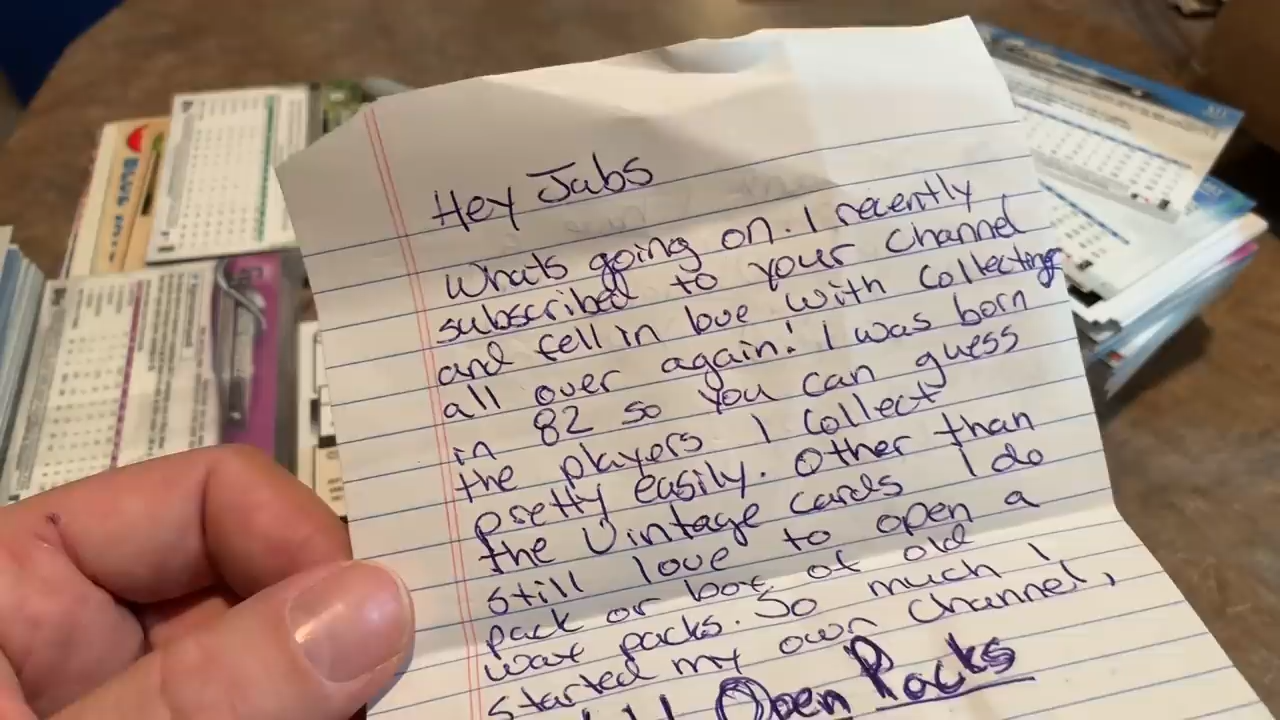 Hey Jabs
Whats going on. I recently
subscribed to your channel
and fell in love with collecting
all over again! I was born
in 82 so you can guess
the players I collect
pretty easily. Other than
the Vintage cards I do
still love to open a
pack or box of old
wax packs. So much I
started my own channel,
Open Packs